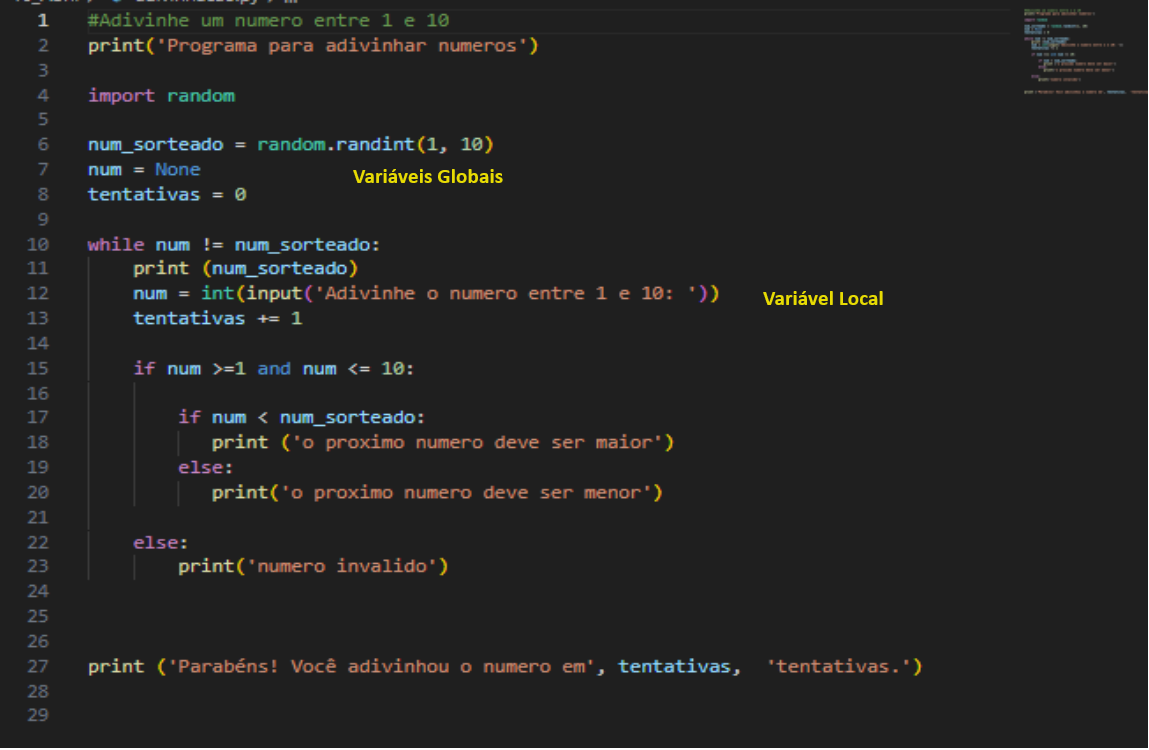 1 #Adivinhe um numero entre 1 e 10
2 print('Programa para adivinhar numeros')
3
4 import random
5
6 num_sorteado = random.randint(1, 10)
7 num = None
Variáveis Globais
8 tentativas = 0
9
10 while num != num_sorteado:
11     print (num_sorteado)
12     num = int(input('Adivinhe o numero entre 1 e 10: '))
Variável Local
13     tentativas += 1
14
15     if num >=1 and num <= 10:
16
17         if num < num_sorteado:
18            print ('o proximo numero deve ser maior')
19         else:
20            print('o proximo numero deve ser menor')
21
22     else:
23         print('numero invalido')
24
25
26
27 print ('Parabéns! Você adivinhou o numero em', tentativas,  'tentativas.')
28
29